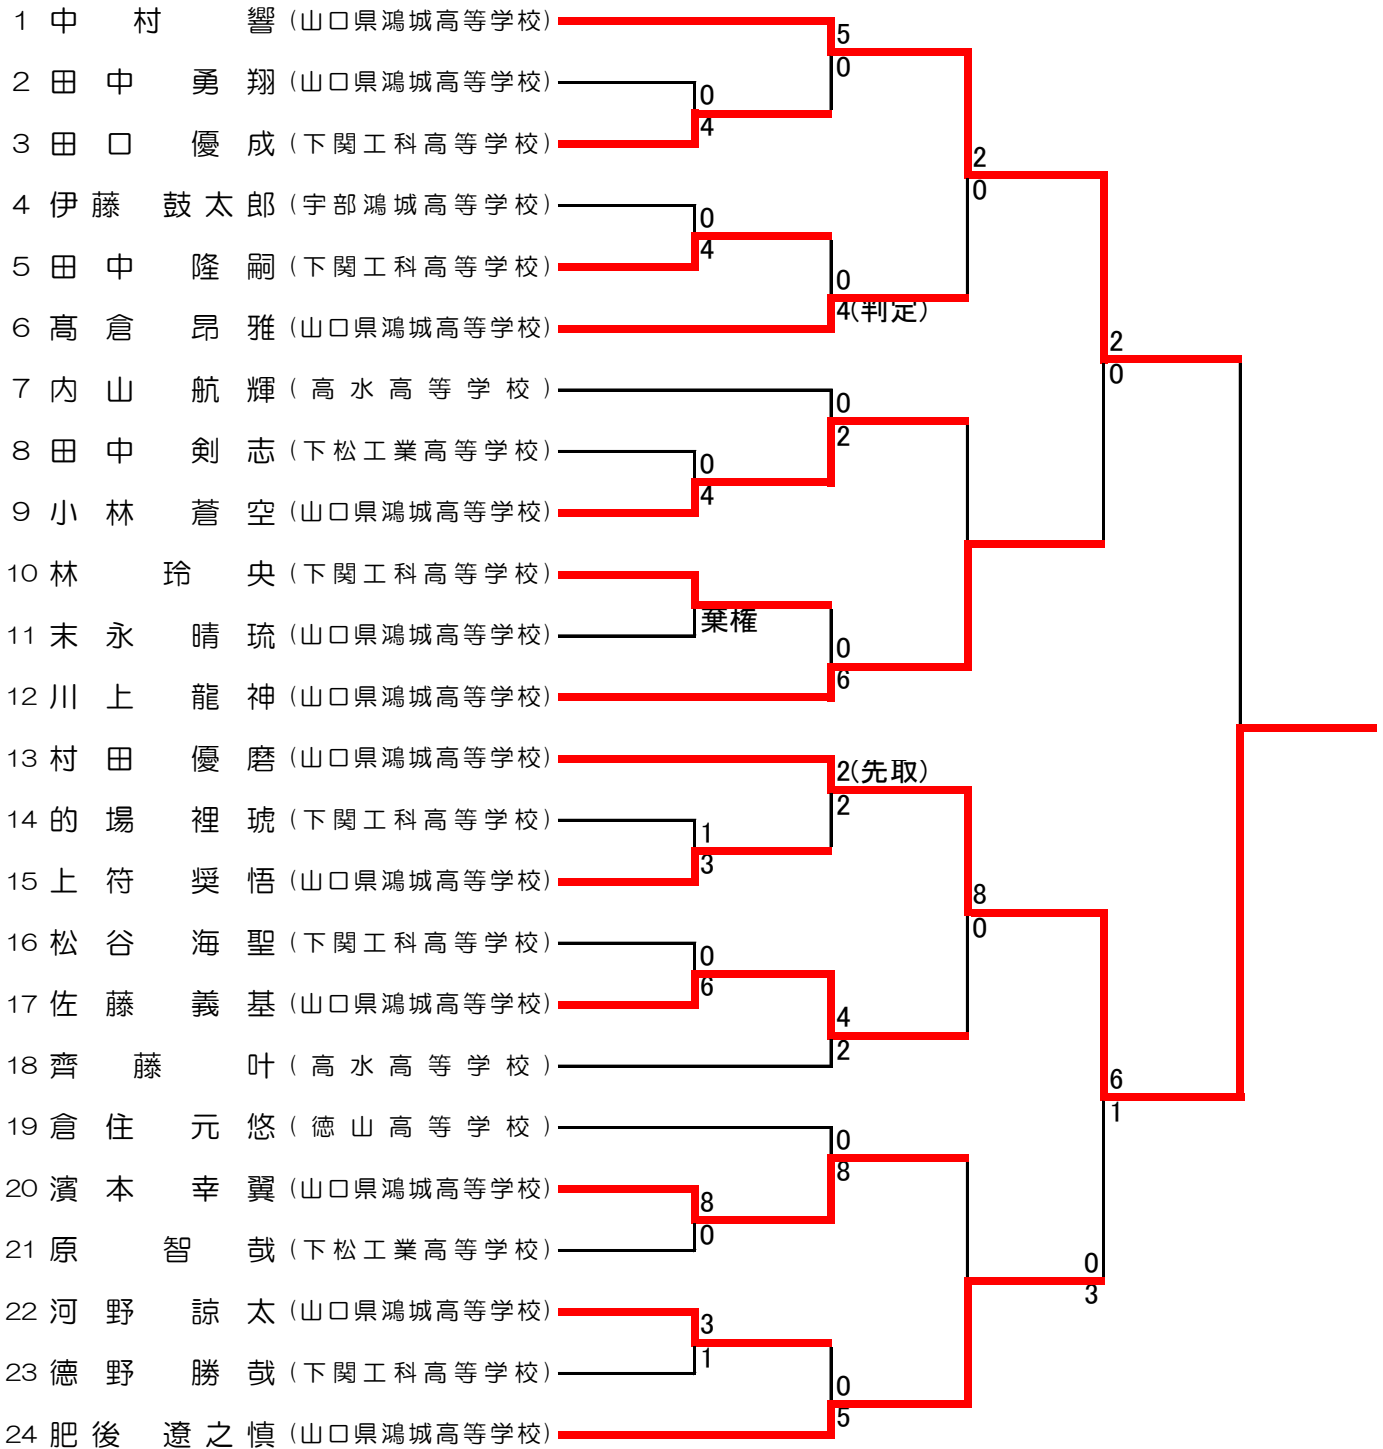 1 中村 響 (山口県鴻城高等学校)
5
0
2 田中 勇翔 (山口県鴻城高等学校)
0
4
3 田口 優成 (下関工科高等学校)
2
0
4 伊藤 鼓太郎 (宇部鴻城高等学校)
0
4
5 田中 隆嗣 (下関工科高等学校)
0
4(判定)
6 髙倉 昂雅 (山口県鴻城高等学校)
2
0
7 内山 航輝 (高水高等学校)
0
2
8 田中 剣志 (下松工業高等学校)
0
4
9 小林 蒼空 (山口県鴻城高等学校)
10 林 玲央 (下関工科高等学校)
棄権
11 末永 晴琉 (山口県鴻城高等学校)
0
6
12 川上 龍神 (山口県鴻城高等学校)
13 村田 優磨 (山口県鴻城高等学校)
2(先取)
2
14 的場 裡琥 (下関工科高等学校)
1
3
15 上符 奨悟 (山口県鴻城高等学校)
8
0
16 松谷 海聖 (下関工科高等学校)
0
6
17 佐藤 義基 (山口県鴻城高等学校)
4
2
18 齊藤 叶 (高水高等学校)
6
1
19 倉住 元悠 (徳山高等学校)
0
8
20 濱本 幸翼 (山口県鴻城高等学校)
8
0
21 原 智哉 (下松工業高等学校)
0
3
22 河野 諒太 (山口県鴻城高等学校)
3
1
23 德野 勝哉 (下関工科高等学校)
0
5
24 肥後 遼之慎 (山口県鴻城高等学校)